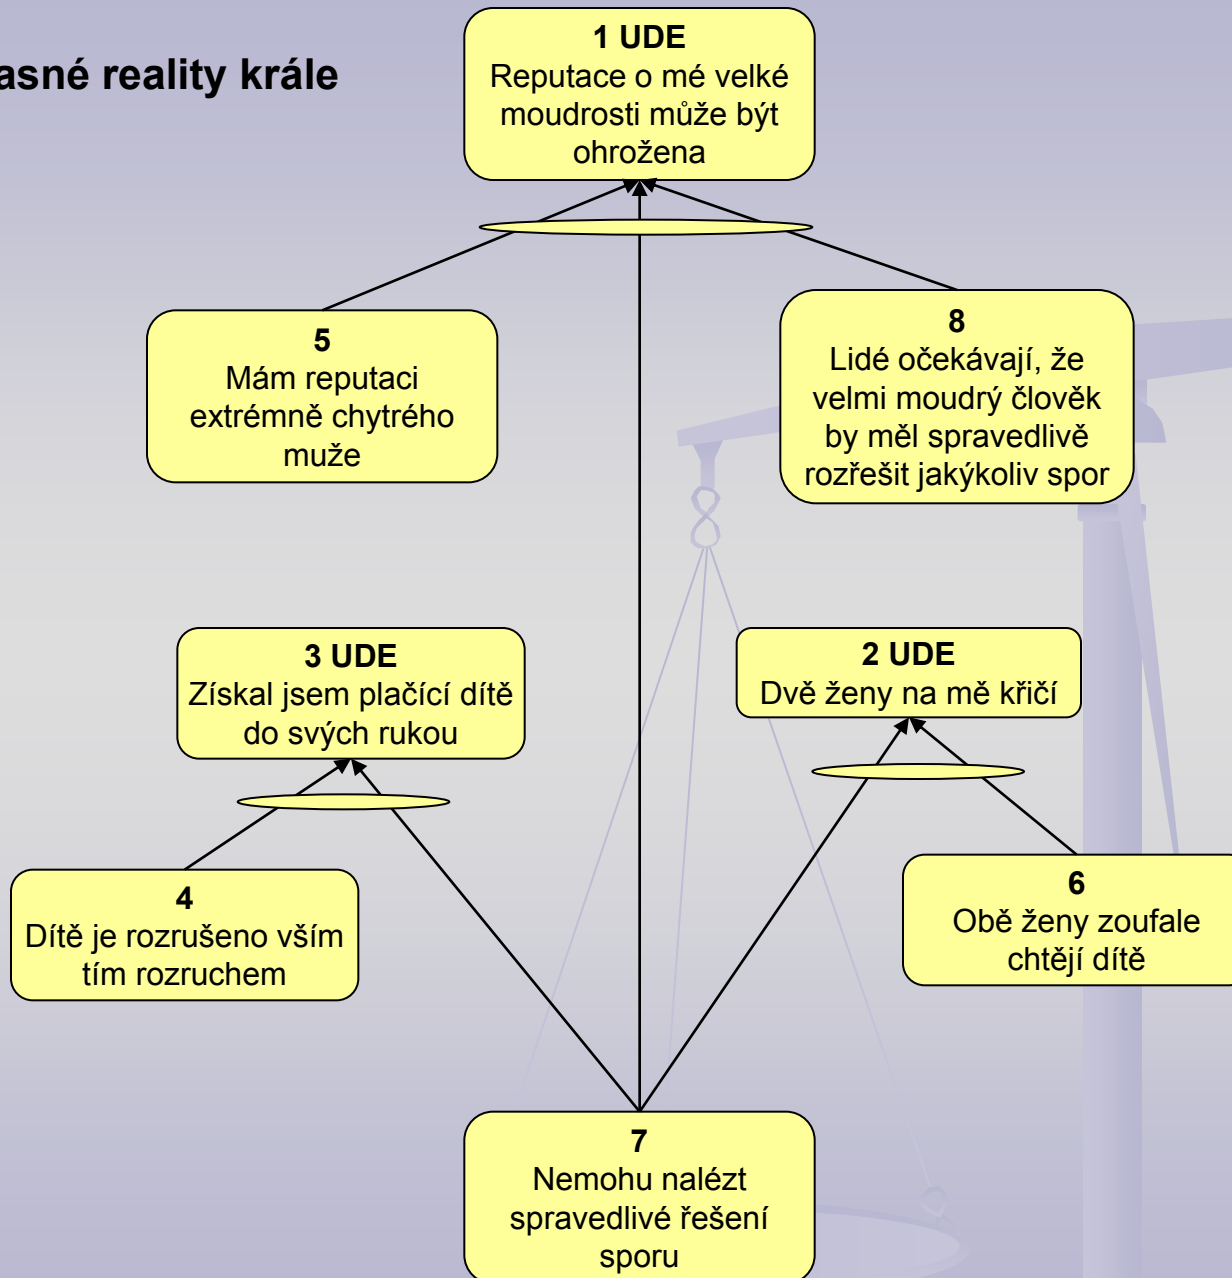 reality krále
1 UDE
Reputace o mé velké
moudrosti může být
ohrožena
5
Mám reputaci
extrémně chytrého
muže
8
Lidé očekávají, že
velmi moudrý člověk
by měl spravedlivě
rozřešit jakýkoliv spor
3 UDE
Získal jsem plačící dítě
do svých rukou
2 UDE
Dvě ženy na mě křičí
4
Dítě je rozrušeno vším
tím rozruchem
6
Obě ženy zoufale
chtějí dítě
7
Nemohu nalézt
spravedlivé řešení
sporu